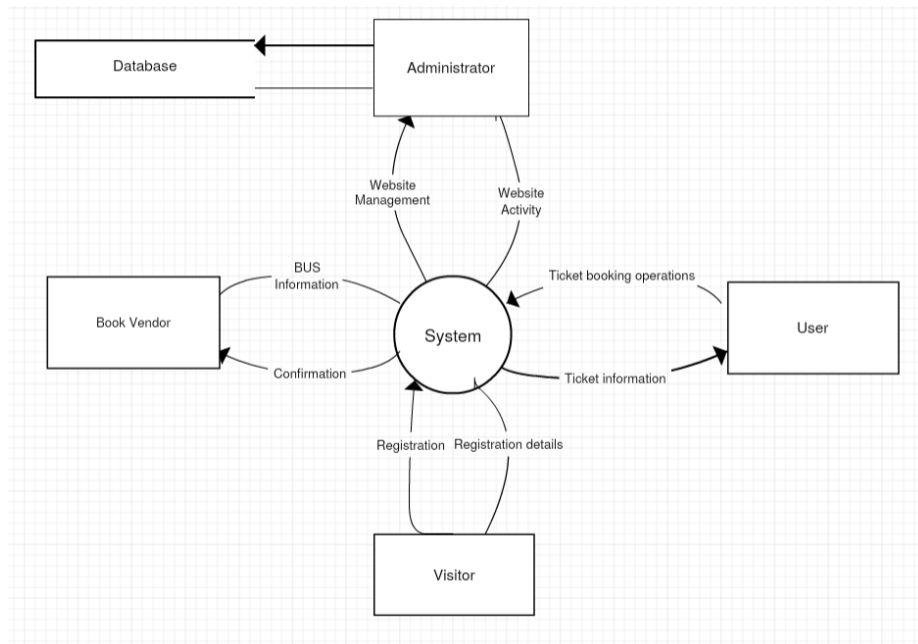 Database
Administrator
Website
Management
Website
Activity
BUS
Information
Ticket booking operations
Book Vendor
System
User
Confirmation
Ticket information
Registration
Registration details
Visitor